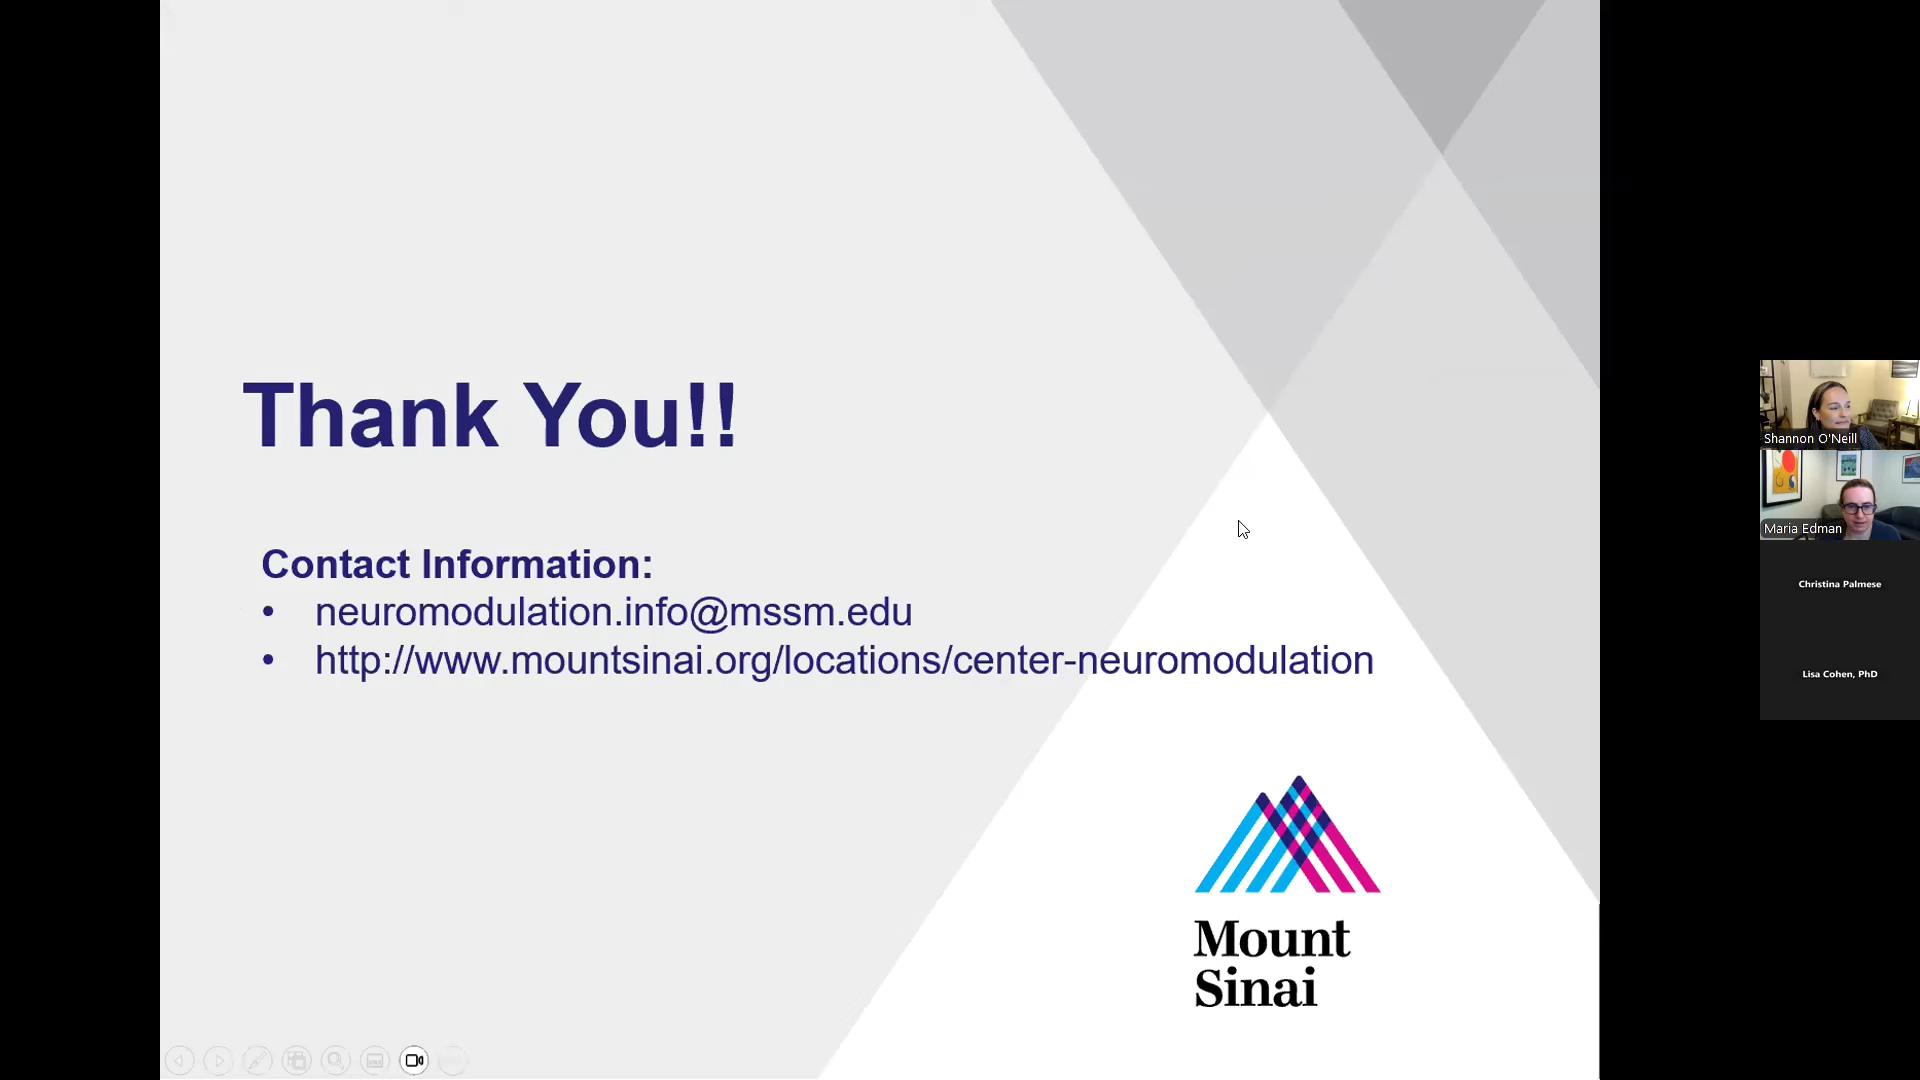 Thank You!!
Contact Information:
• neuromodulation.info@mssm.edu
• http://www.mountsinai.org/locations/center-neuromodulation
Mount
Sinai
Shannon O'Neill
Maria Edman
Christina Palmese
Lisa Cohen, PhD